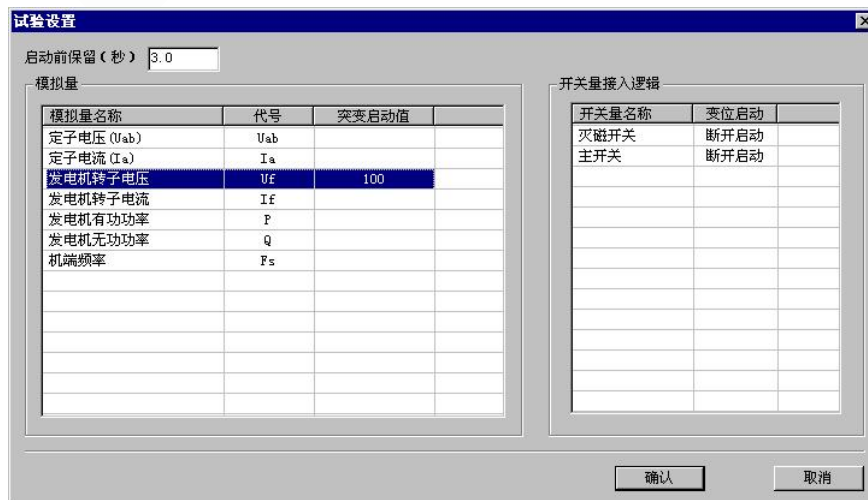 试验设置
启动前保留(秒) 3.0
模拟量
模拟量名称 代号 突变启动值
定子电压(Uab) Uab
定子电流(Ia) Ia
发电机转子电压 Uf 100
发电机转子电流 If
发电机有功功率 P
发电机无功功率 Q
机端频率 Fs
开关量接入逻辑
开关量名称 变位启动
灭磁开关 断开启动
主开关 断开启动
确认 取消